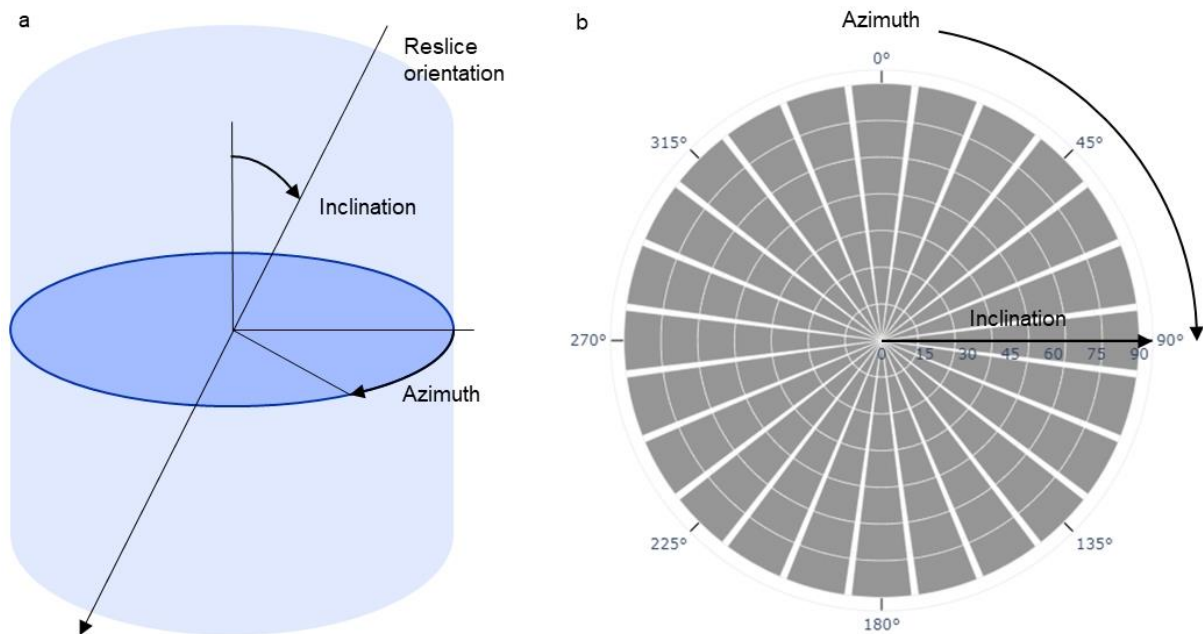 a
Reslice
orientation
Inclination
Azimuth
b
Azimuth
0°
315°
45°
Inclination
270°
0 15 30 45 60 75 90
90°
225°
135°
180°